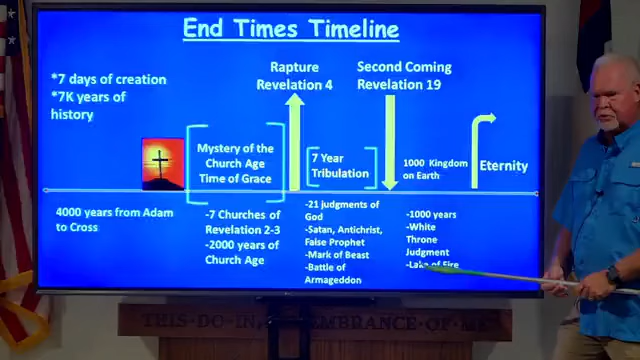 End Times Timeline
*7 days of creation
*7K years of
history
Rapture
Revelation 4
Second Coming
Revelation 19
Mystery of the
Church Age
Time of Grace
7 Year
Tribulation
1000 Kingdom
on Earth
Eternity
4000 years from Adam
to Cross
-7 Churches of
Revelation 2-3
-2000 years of
Church Age
-21 judgments of
God
-Satan, Antichrist,
False Prophet
-Mark of Beast
-Battle of
Armageddon
-1000 years
-White
Throne
Judgment
-Lake of Fire
THIS·DO·IN, REMEMBRANCE·OF·ME